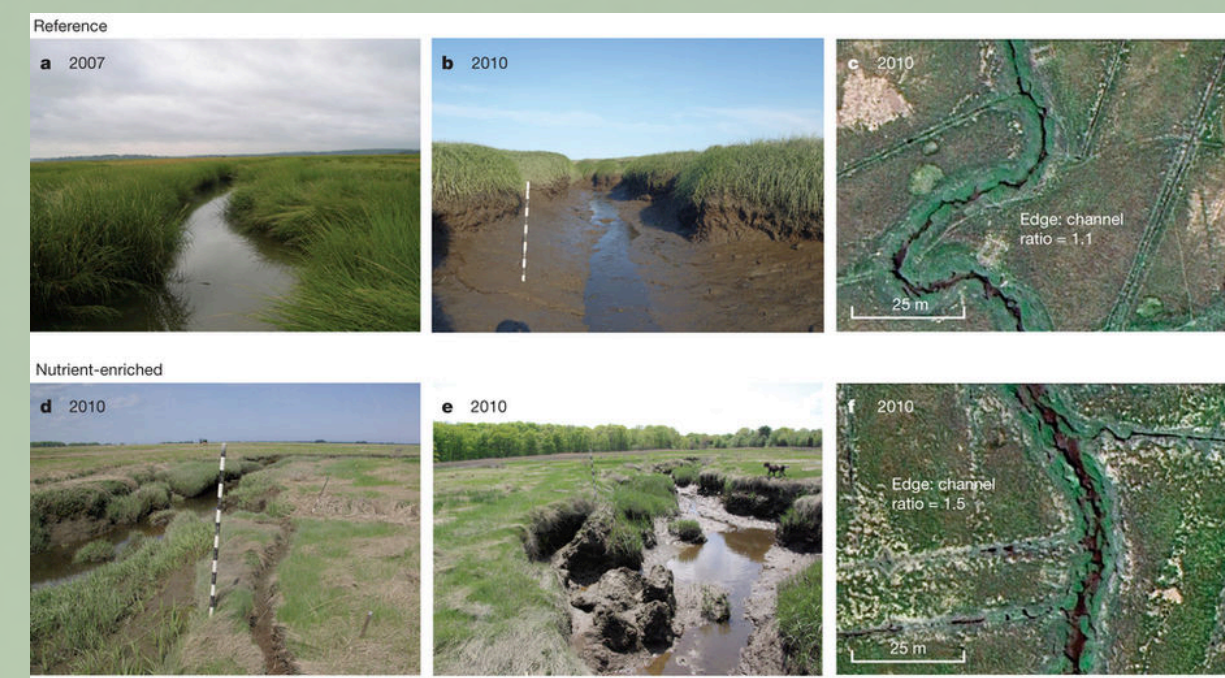 Reference
a 2007
b 2010
c 2010
Edge: channel
ratio = 1.1
25 m
Nutrient-enriched
d 2010
e 2010
f 2010
Edge: channel
ratio = 1.5
25 m